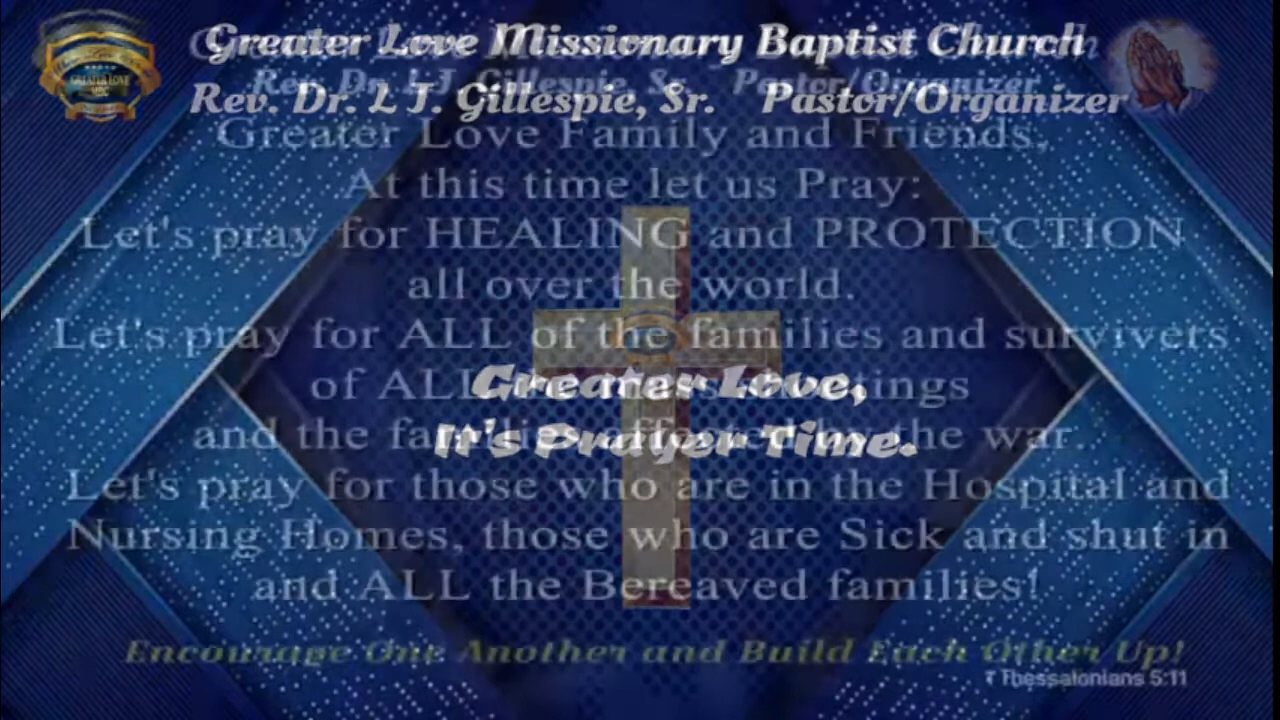 Greater Love Missionary Baptist Church
Rev. Dr. L J. Gillespie, Sr. Pastor/Organizer
Greater Love Family and Friends,
At this time let us Pray:
Let's pray for HEALING and PROTECTION
all over the world.
Let's pray for ALL of the families and survivers
of ALL
Greater Love,
and the war.
It's Prayer Time.
Let's pray for those who are in the Hospital and
Nursing Homes, those who are Sick and shut in
and ALL the Bereaved families!
Encourage One Another and Build Each Other Up!
1 Thessalonians 5:11
GREATER LOVE
MBC